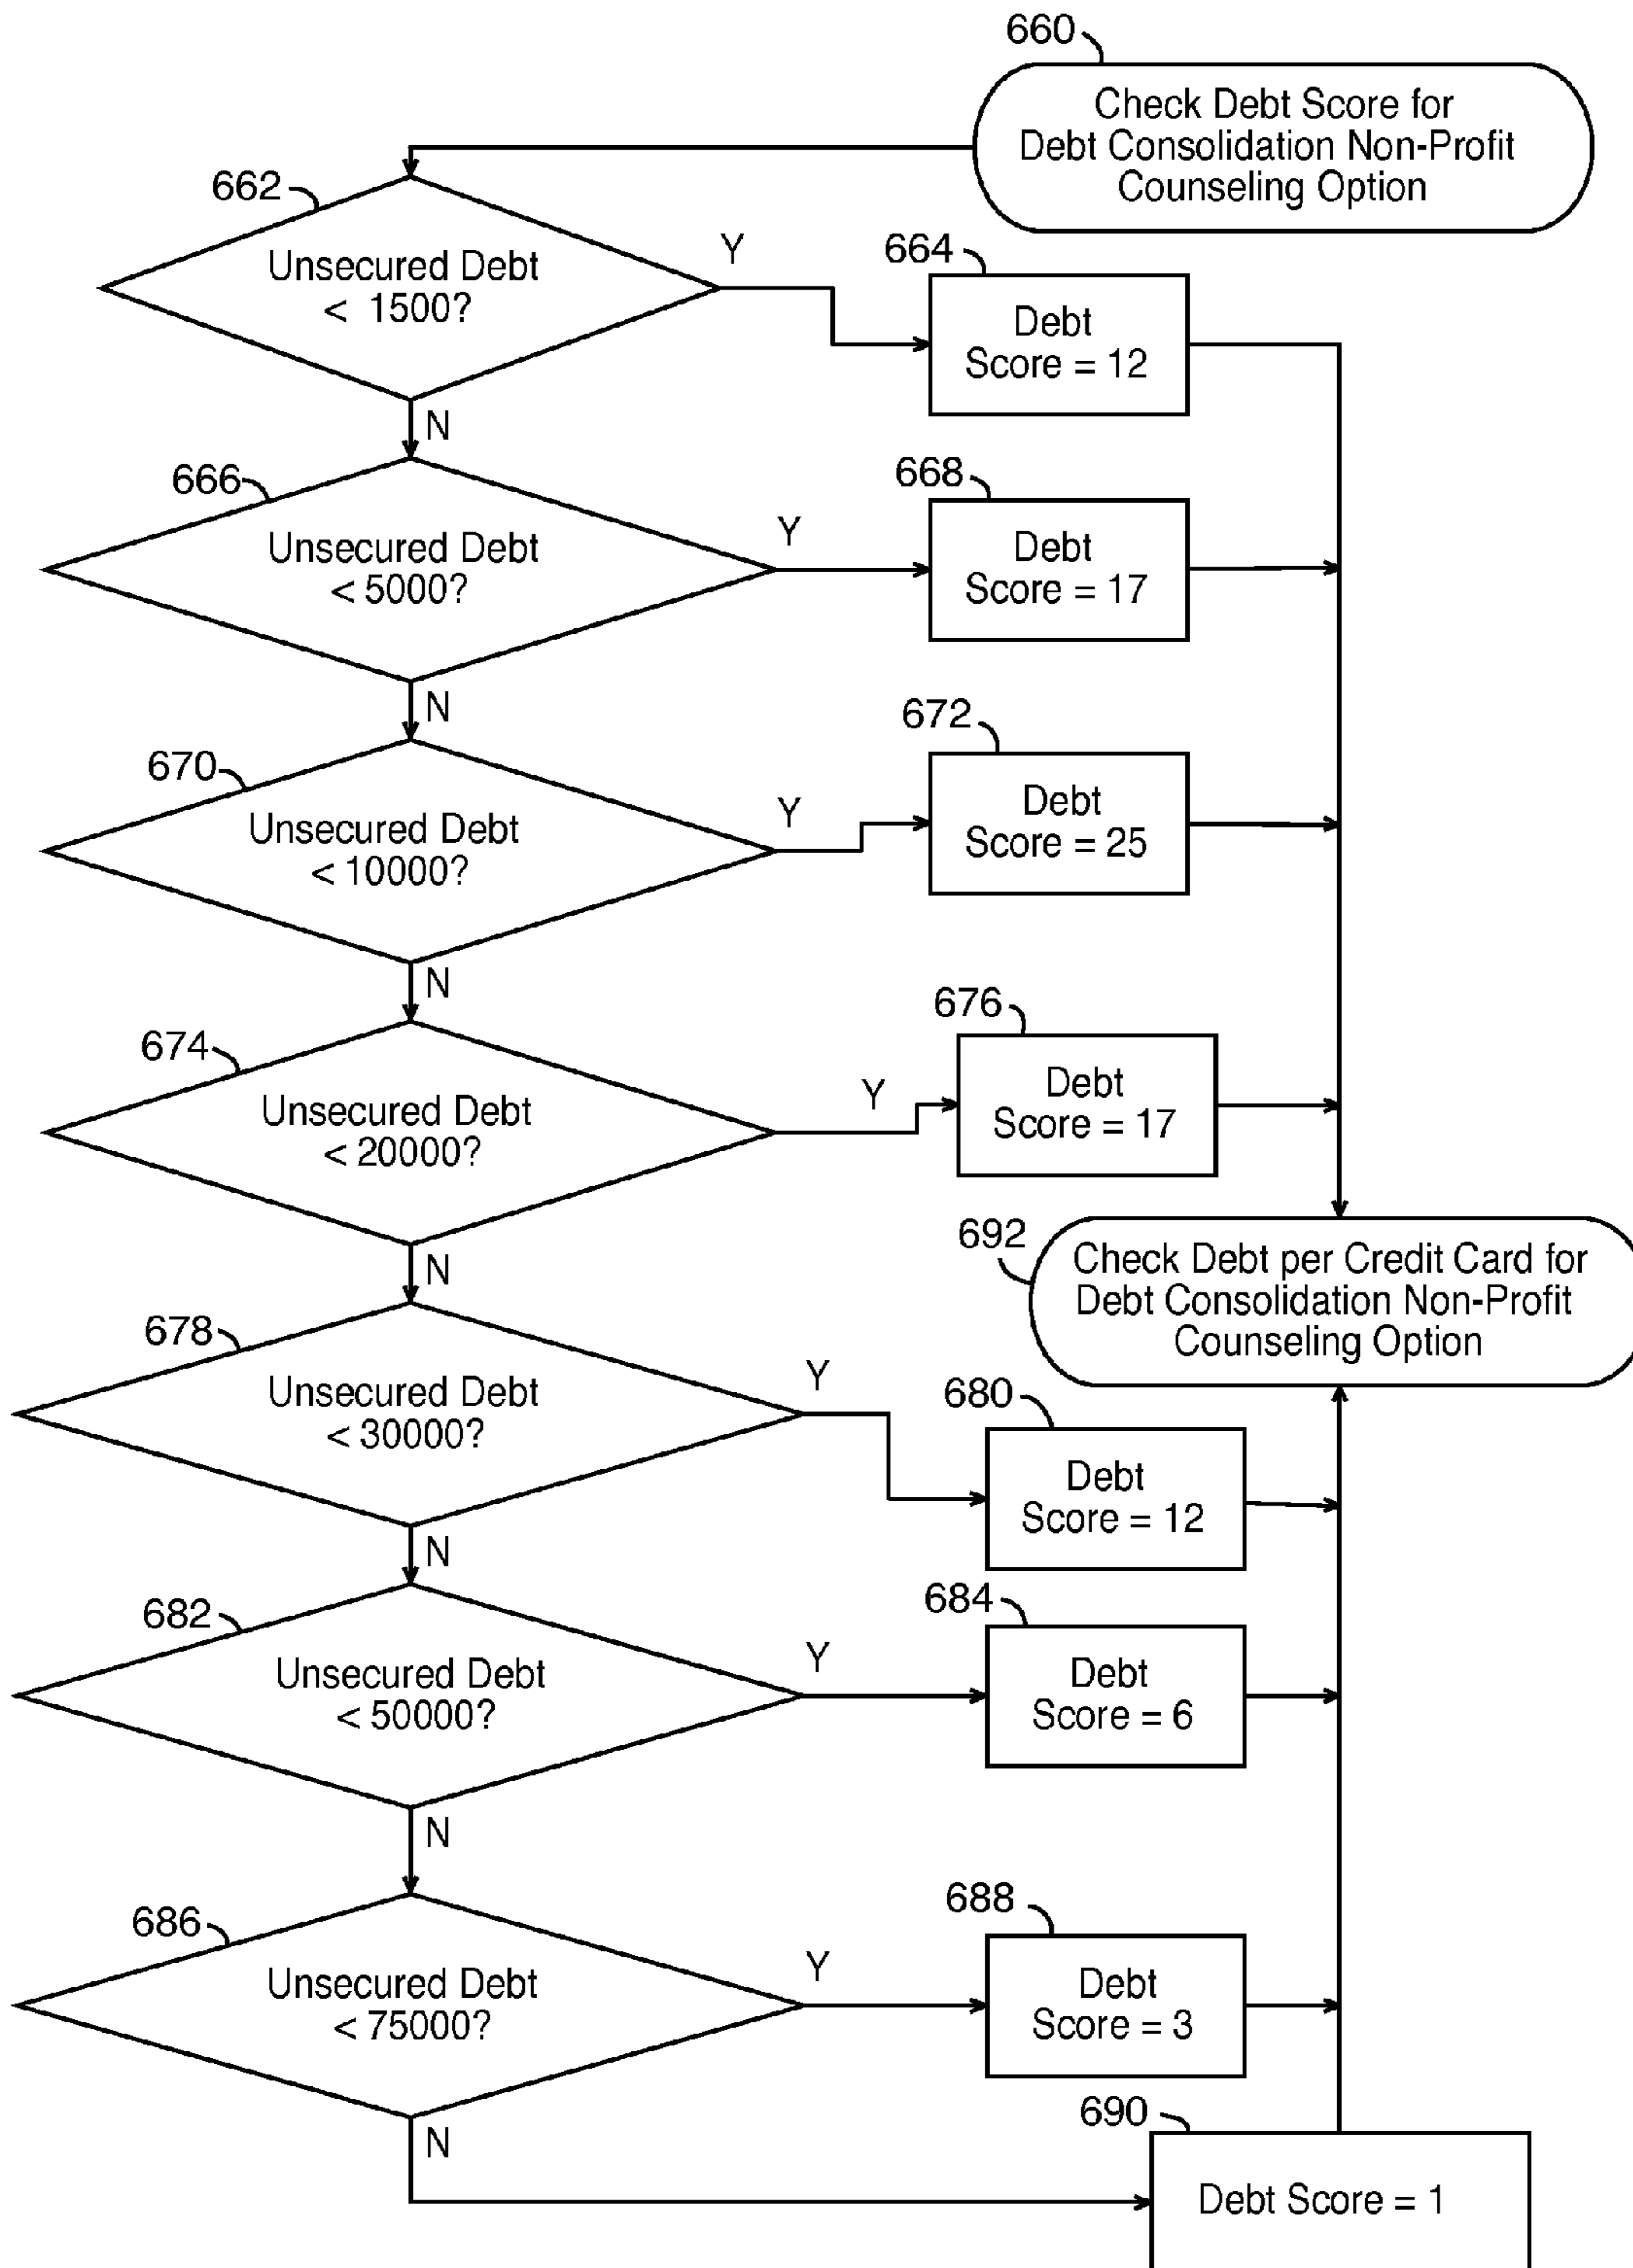 660
Check Debt Score for
Debt Consolidation Non-Profit
Counseling Option
662
Unsecured Debt
< 1500?
Y
664
Debt
Score = 12
N
666
Unsecured Debt
< 5000?
Y
668
Debt
Score = 17
N
670
Unsecured Debt
< 10000?
Y
672
Debt
Score = 25
N
674
Unsecured Debt
< 20000?
Y
676
Debt
Score = 17
N
692
Check Debt per Credit Card for
Debt Consolidation Non-Profit
Counseling Option
678
Unsecured Debt
< 30000?
Y
680
Debt
Score = 12
N
682
Unsecured Debt
< 50000?
Y
684
Debt
Score = 6
N
686
Unsecured Debt
< 75000?
Y
688
Debt
Score = 3
N
690
Debt Score = 1